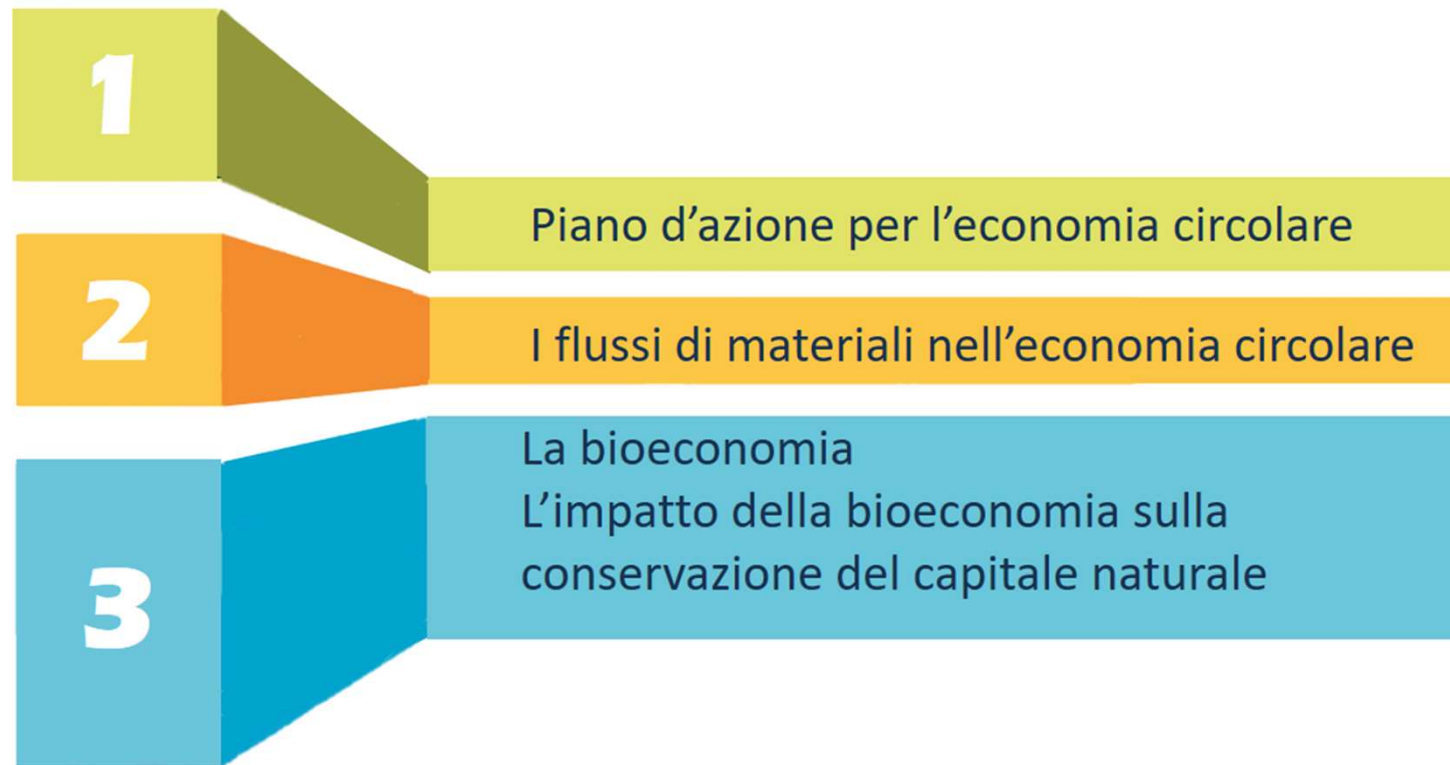 1
Piano d’azione per l’economia circolare
2
I flussi di materiali nell’economia circolare
3
La bioeconomia
L’impatto della bioeconomia sulla
conservazione del capitale naturale